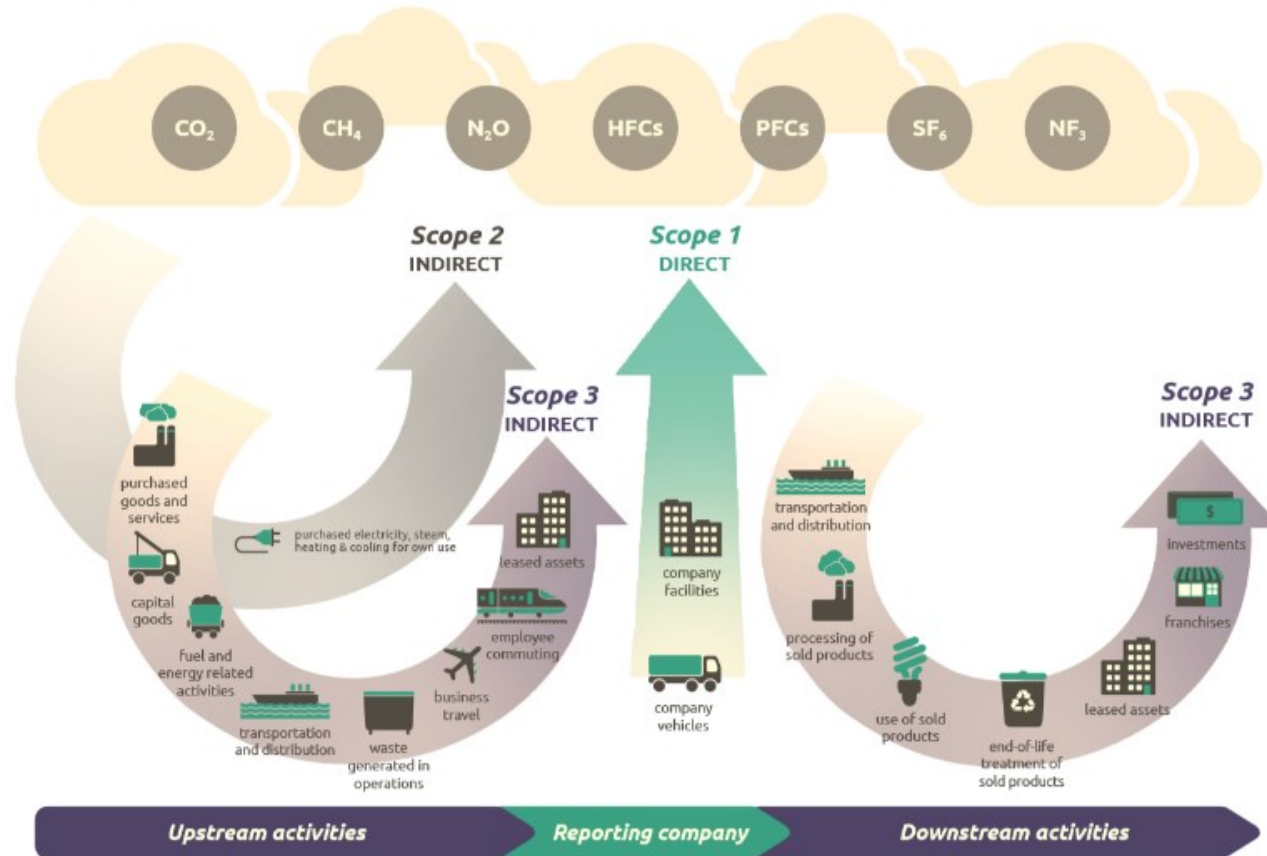 CO₂
CH₄
N₂O
HFCs
PFCs
SF₆
NF₃
Scope 2
INDIRECT
Scope 1
DIRECT
Scope 3
INDIRECT
Scope 3
INDIRECT
purchased
goods and
services
capital
goods
fuel and
energy related
activities
transportation
and distribution
waste
generated in
operations
business
travel
employee
commuting
leased assets
purchased electricity, steam,
heating & cooling for own use
company
facilities
company
vehicles
transportation
and distribution
processing of
sold products
use of sold
products
end-of-life
treatment of
sold products
leased assets
franchises
$
investments
Upstream activities
Reporting company
Downstream activities